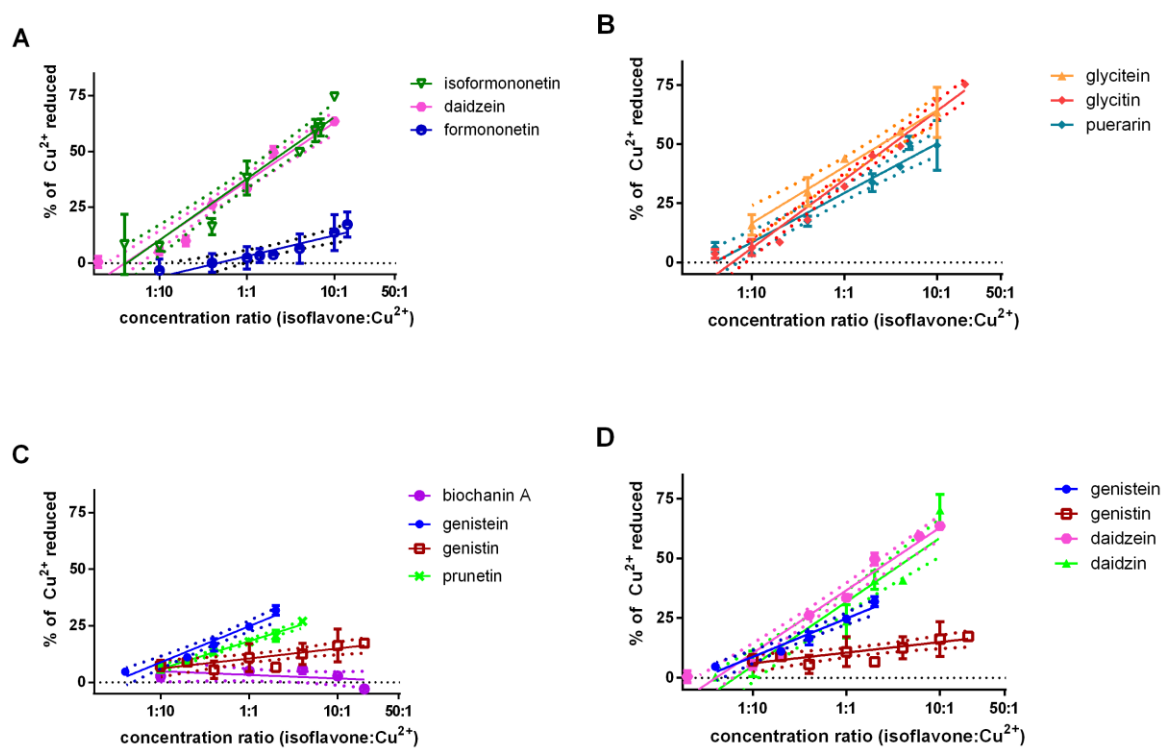 A
% of Cu²⁺ reduced
75
50
25
0
1:10
1:1
10:1
50:1
concentration ratio (isoflavone:Cu²⁺)
isoformononetin
daidzein
formononetin
B
% of Cu²⁺ reduced
75
50
25
0
1:10
1:1
10:1
50:1
concentration ratio (isoflavone:Cu²⁺)
glycitein
glycitin
puerarin
C
% of Cu²⁺ reduced
75
50
25
0
1:10
1:1
10:1
50:1
concentration ratio (isoflavone:Cu²⁺)
biochanin A
genistein
genistin
prunetin
D
% of Cu²⁺ reduced
75
50
25
0
1:10
1:1
10:1
50:1
concentration ratio (isoflavone:Cu²⁺)
genistein
genistin
daidzein
daidzin